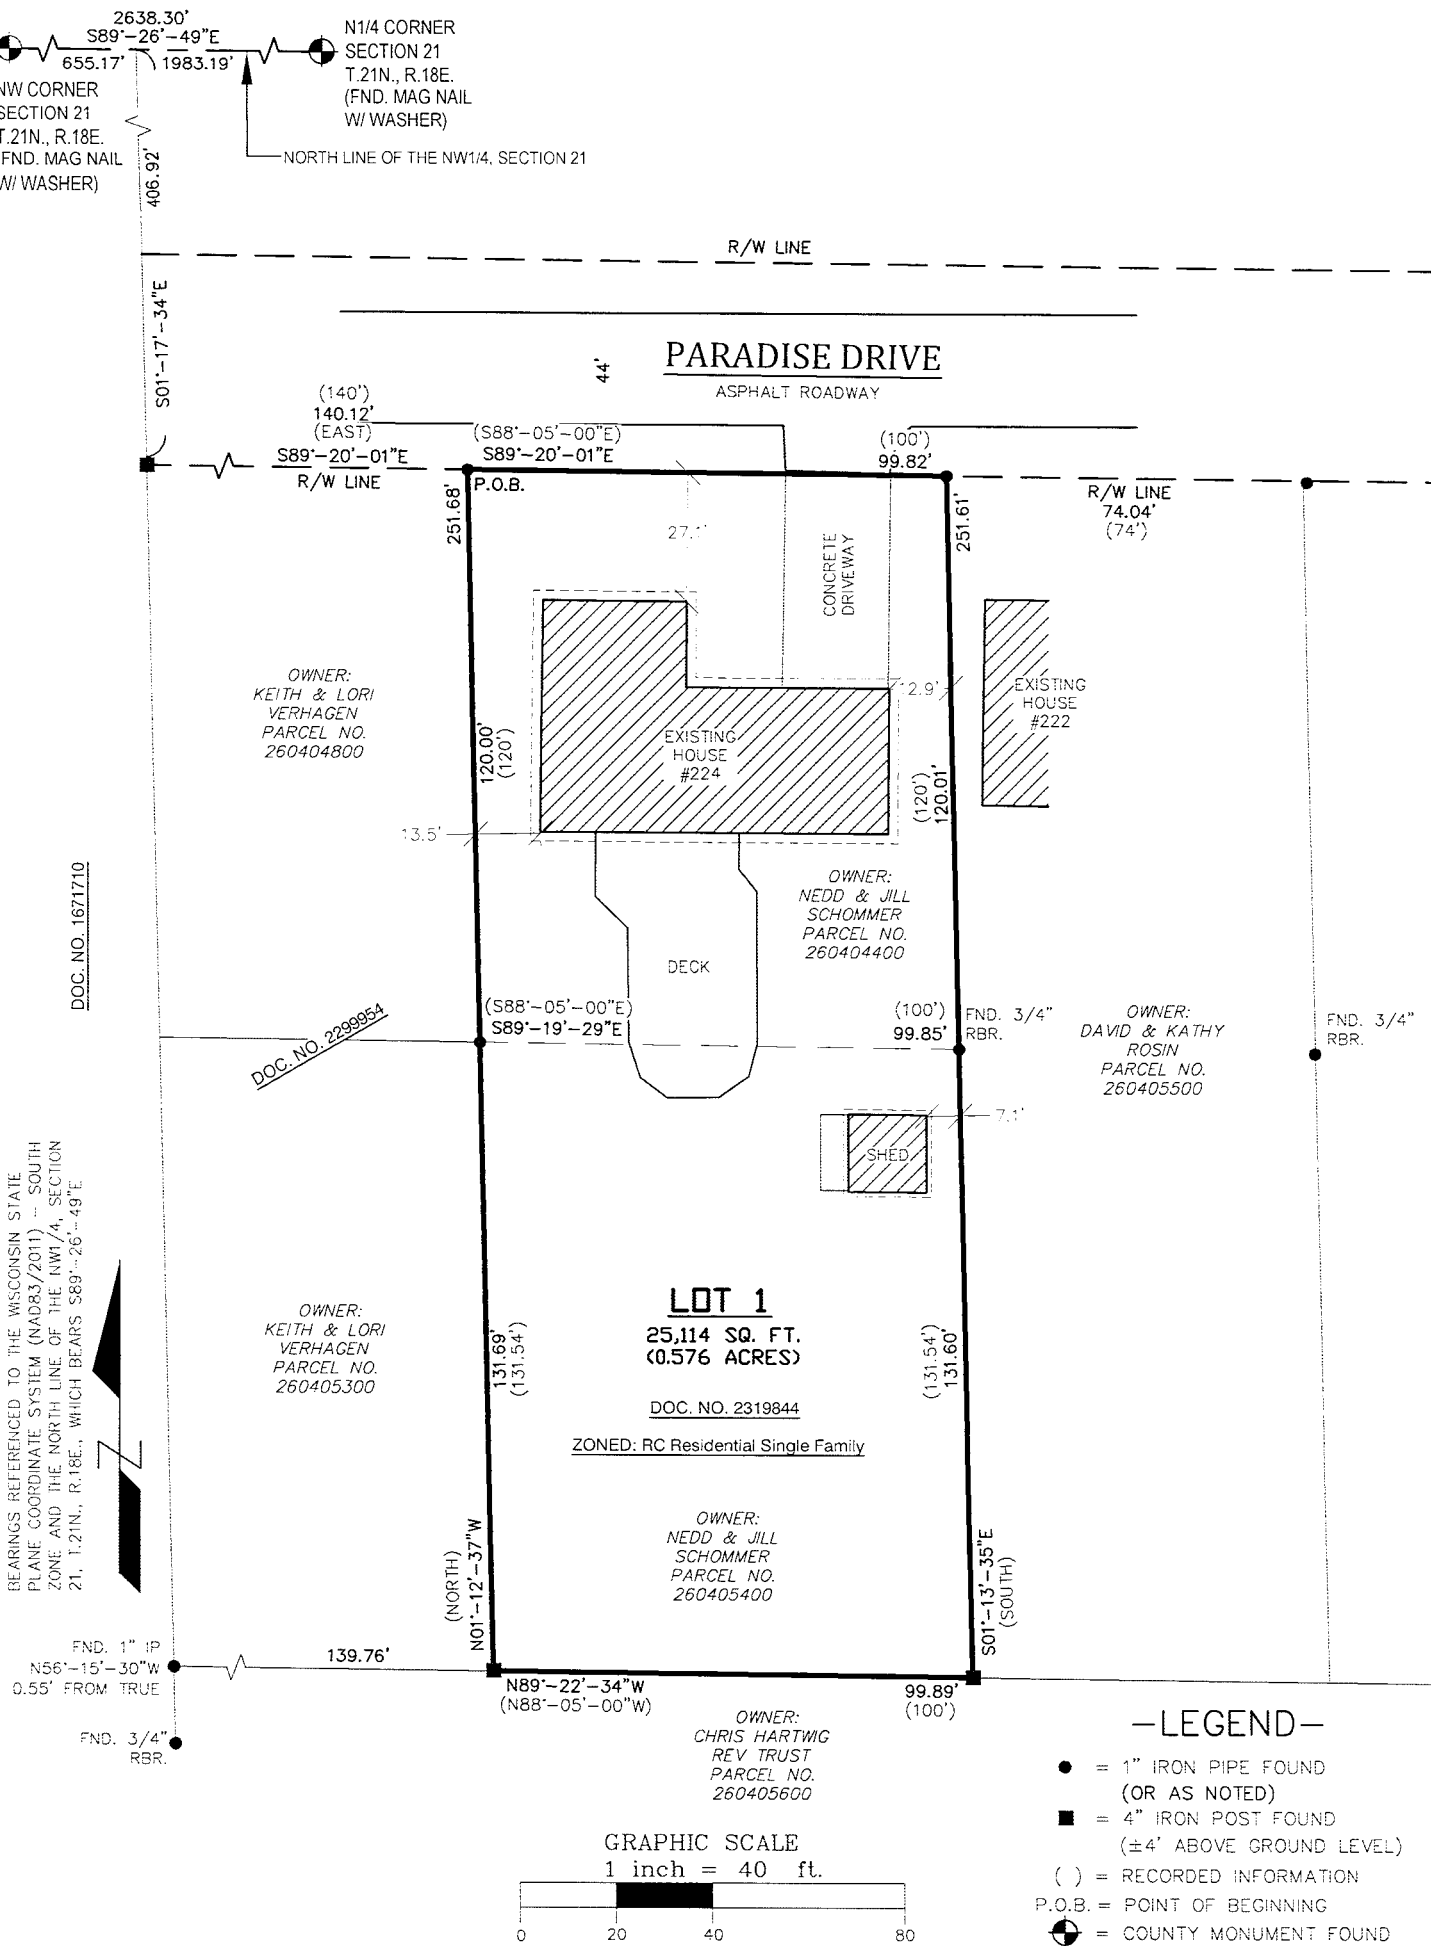 2638.30'
S89°-26'-49"E
655.17'
1983.19'
N1/4 CORNER
SECTION 21
T.21N., R.18E.
(FND. MAG NAIL
W/ WASHER)
NW CORNER
SECTION 21
T.21N., R.18E.
(FND. MAG NAIL
W/ WASHER)
NORTH LINE OF THE NW1/4, SECTION 21
406.92'
S01°-17'-34"E
R/W LINE
44'
PARADISE DRIVE
ASPHALT ROADWAY
(140')
140.12'
(EAST)
S89°-20'-01"E
R/W LINE
(S88°-05'-00"E)
S89°-20'-01"E
(100')
99.82'
P.O.B.
R/W LINE
74.04'
(74')
251.68'
251.61'
27.1'
CONCRETE
DRIVEWAY
OWNER:
KEITH & LORI
VERHAGEN
PARCEL NO.
260404800
12.9'
EXISTING
HOUSE
#222
EXISTING
HOUSE
#224
120.00'
(120')
(120')
120.01'
13.5'
OWNER:
NEDD & JILL
SCHOMMER
PARCEL NO.
260404400
DECK
DOC. NO. 1671710
DOC. NO. 2299954
(S88°-05'-00"E)
S89°-19'-29"E
(100')
99.85'
FND. 3/4"
RBR.
OWNER:
DAVID & KATHY
ROSIN
PARCEL NO.
260405500
FND. 3/4"
RBR.
7.1'
SHED
BEARINGS REFERENCED TO THE WISCONSIN STATE
PLANE COORDINATE SYSTEM (NAD83/2011) - SOUTH
ZONE AND THE NORTH LINE OF THE NW1/4, SECTION
21, T.21N., R.18E., WHICH BEARS S89°-26'-49"E
OWNER:
KEITH & LORI
VERHAGEN
PARCEL NO.
260405300
LOT 1
25,114 SQ. FT.
(0.576 ACRES)
131.69'
(131.54')
(131.54')
131.60'
DOC. NO. 2319844
ZONED: RC Residential Single Family
OWNER:
NEDD & JILL
SCHOMMER
PARCEL NO.
260405400
(NORTH)
N01°-12'-37"W
S01°-13'-35"E
(SOUTH)
FND. 1" IP
N56°-15'-30"W
0.55' FROM TRUE
139.76'
N89°-22'-34"W
(N88°-05'-00"W)
99.89'
(100')
FND. 3/4"
RBR.
OWNER:
CHRIS HARTWIG
REV TRUST
PARCEL NO.
260405600
-LEGEND-
= 1" IRON PIPE FOUND
(OR AS NOTED)
= 4" IRON POST FOUND
(±4' ABOVE GROUND LEVEL)
( ) = RECORDED INFORMATION
P.O.B. = POINT OF BEGINNING
= COUNTY MONUMENT FOUND
GRAPHIC SCALE
1 inch = 40 ft.
0 20 40 80